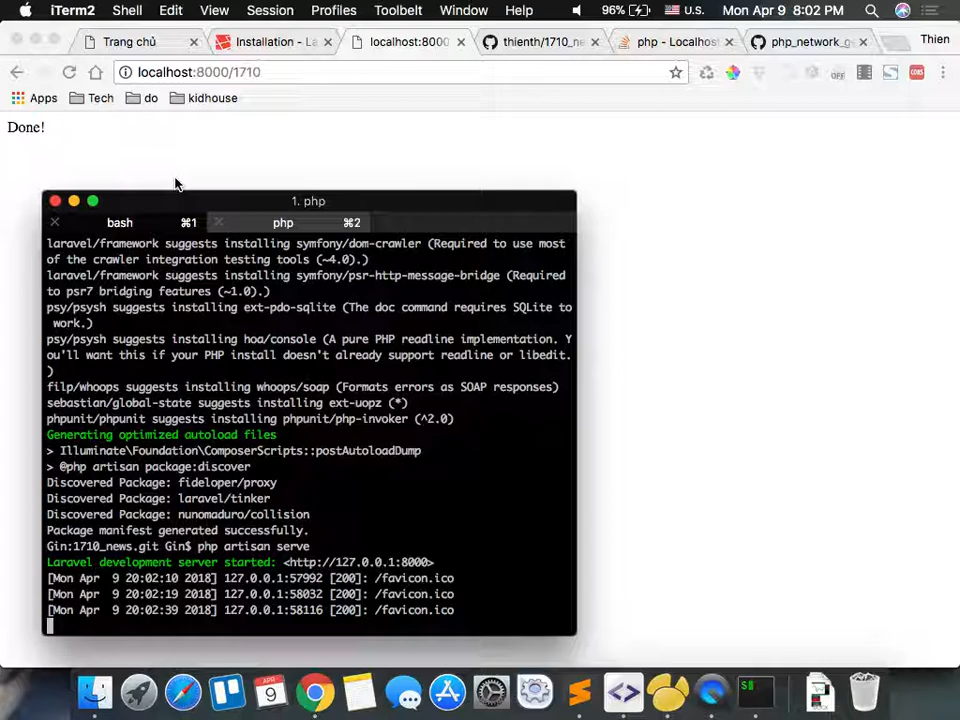 iTerm2 Shell Edit View Session Profiles Toolbelt Window Help 96% U.S. Mon Apr 9 8:02 PM
Trang chủ Installation - La localhost:8000 thienth/1710_ne php - Localhos php_network_g Thien
localhost:8000/1710 OFF
Apps Tech do kidhouse
Done!
1. php
bash ⌘1 php ⌘2
laravel/framework suggests installing symfony/dom-crawler (Required to use most
of the crawler integration testing tools (~4.0).)
laravel/framework suggests installing symfony/psr-http-message-bridge (Required
to psr7 bridging features (~1.0).)
psy/psysh suggests installing ext-pdo-sqlite (The doc command requires SQLite to
work.)
psy/psysh suggests installing hoa/console (A pure PHP readline implementation. Y
ou'll want this if your PHP install doesn't already support readline or libedit.
)
filp/whoops suggests installing whoops/soap (Formats errors as SOAP responses)
sebastian/global-state suggests installing ext-uopz (*)
phpunit/phpunit suggests installing phpunit/php-invoker (^2.0)
Generating optimized autoload files
> Illuminate\Foundation\ComposerScripts::postAutoloadDump
> @php artisan package:discover
Discovered Package: fideloper/proxy
Discovered Package: laravel/tinker
Discovered Package: nunomaduro/collision
Package manifest generated successfully.
Gin:1710_news.git Gin$ php artisan serve
Laravel development server started: <http://127.0.0.1:8000>
[Mon Apr  9 20:02:10 2018] 127.0.0.1:57992 [200]: /favicon.ico
[Mon Apr  9 20:02:19 2018] 127.0.0.1:58032 [200]: /favicon.ico
[Mon Apr  9 20:02:39 2018] 127.0.0.1:58116 [200]: /favicon.ico
APR
9